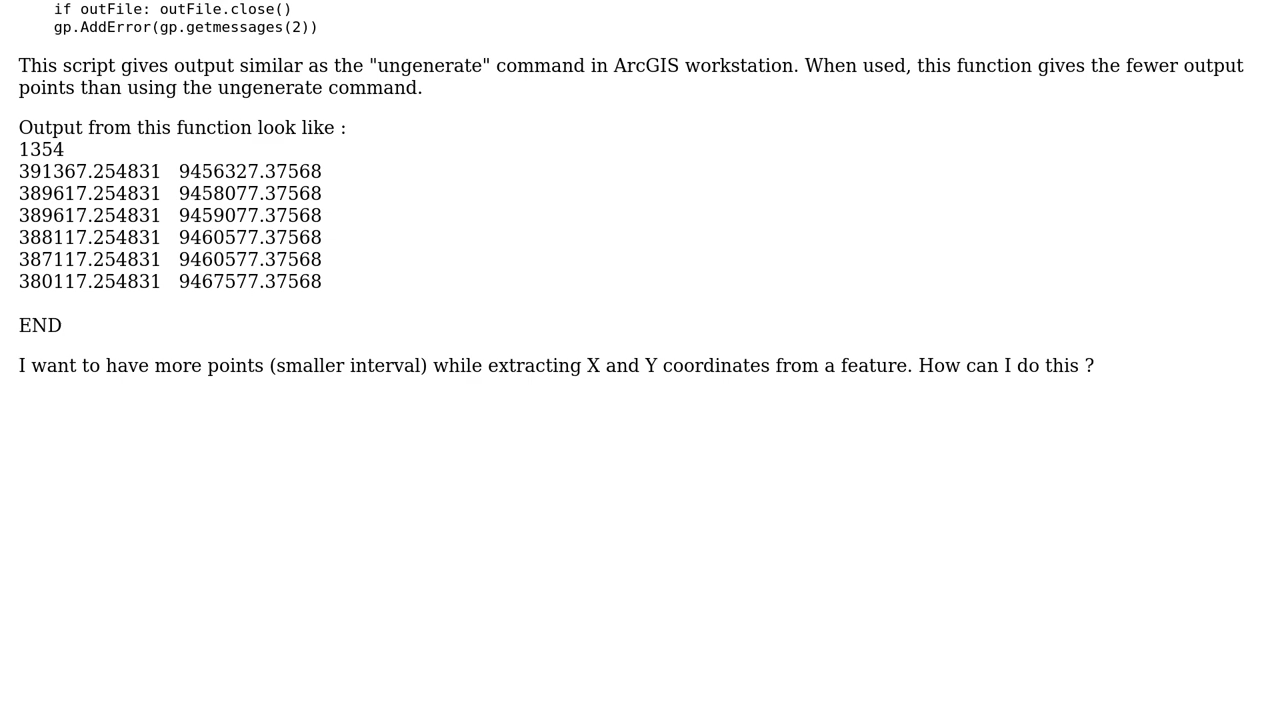 if outFile: outFile.close()
gp.AddError(gp.getmessages(2))
This script gives output similar as the "ungenerate" command in ArcGIS workstation. When used, this function gives the fewer output
points than using the ungenerate command.
Output from this function look like :
1354
391367.254831 9456327.37568
389617.254831 9458077.37568
389617.254831 9459077.37568
388117.254831 9460577.37568
387117.254831 9460577.37568
380117.254831 9467577.37568
END
I want to have more points (smaller interval) while extracting X and Y coordinates from a feature. How can I do this ?